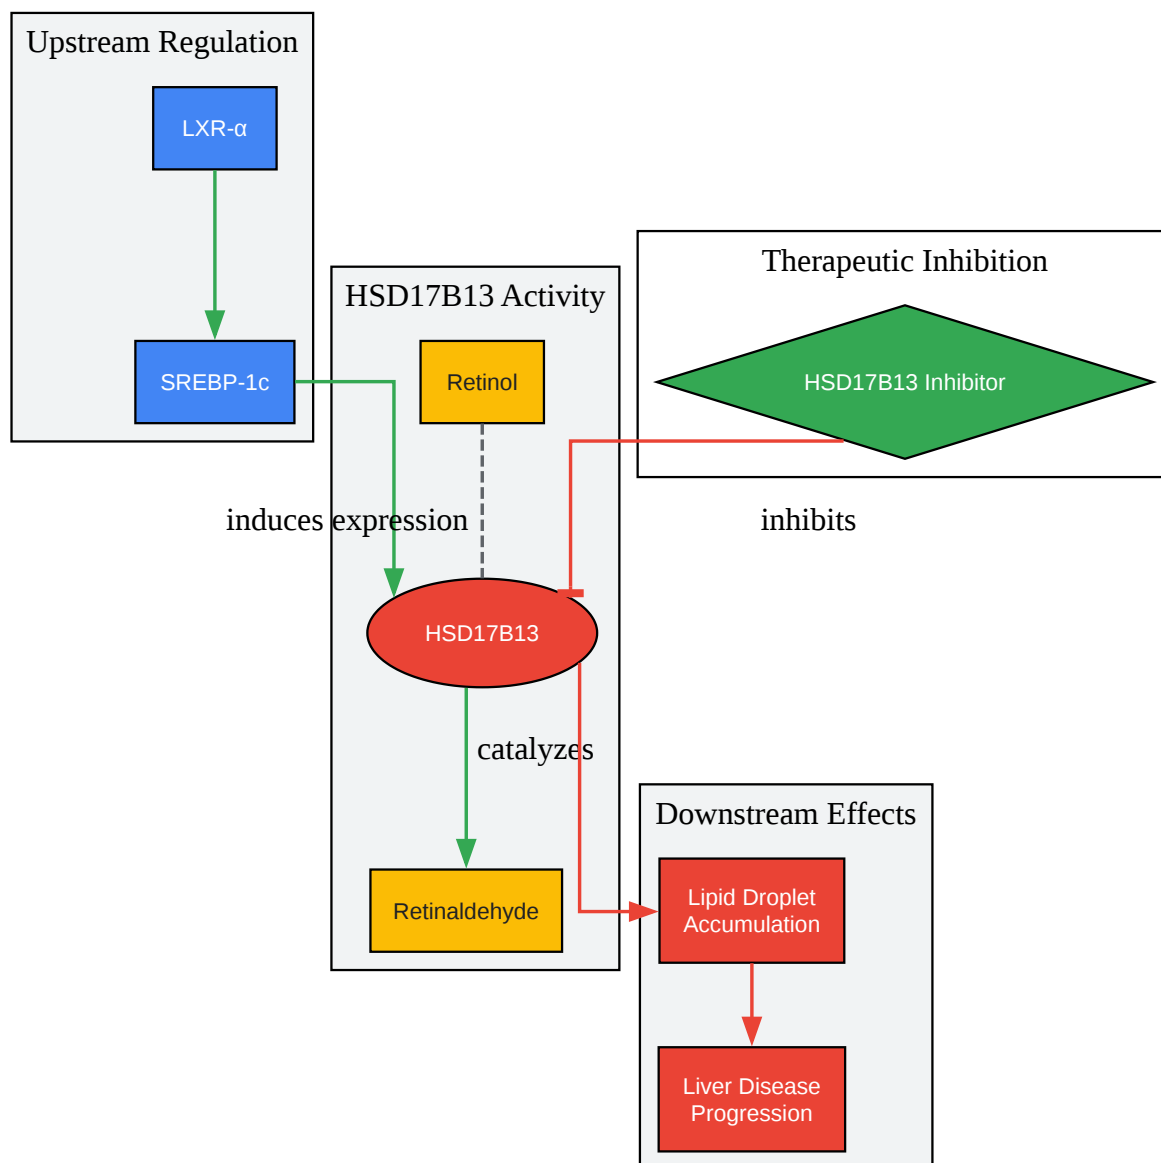 Upstream Regulation
LXR-α
SREBP-1c
HSD17B13 Activity
Retinol
Therapeutic Inhibition
HSD17B13 Inhibitor
induces expression
inhibits
HSD17B13
catalyzes
Retinaldehyde
Downstream Effects
Lipid Droplet
Accumulation
Liver Disease
Progression